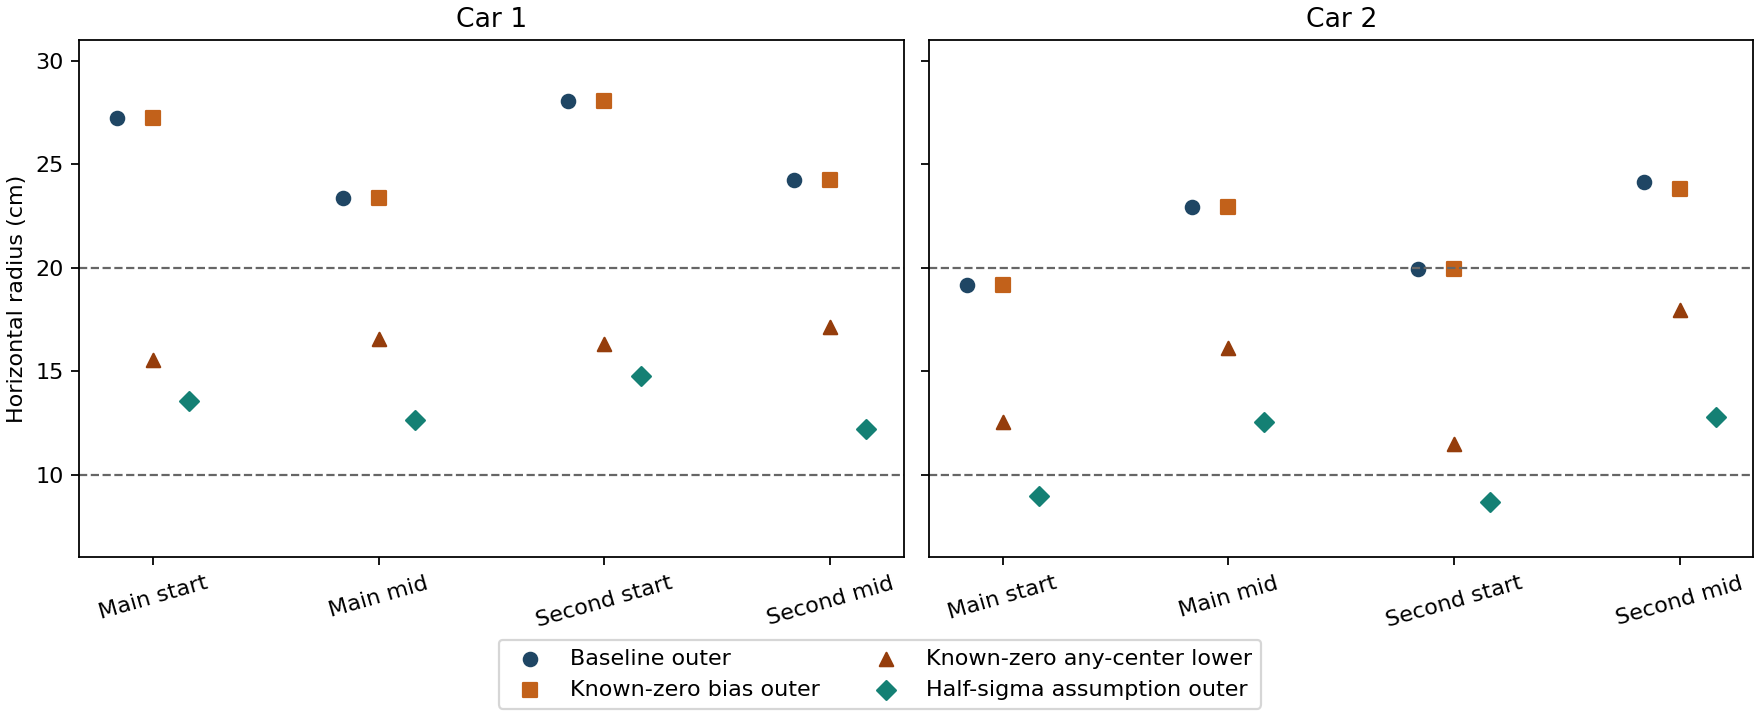 Car 1
Car 2
Horizontal radius (cm)
30
25
20
15
10
Main start
Main mid
Second start
Second mid
Main start
Main mid
Second start
Second mid
Baseline outer
Known-zero bias outer
Known-zero any-center lower
Half-sigma assumption outer